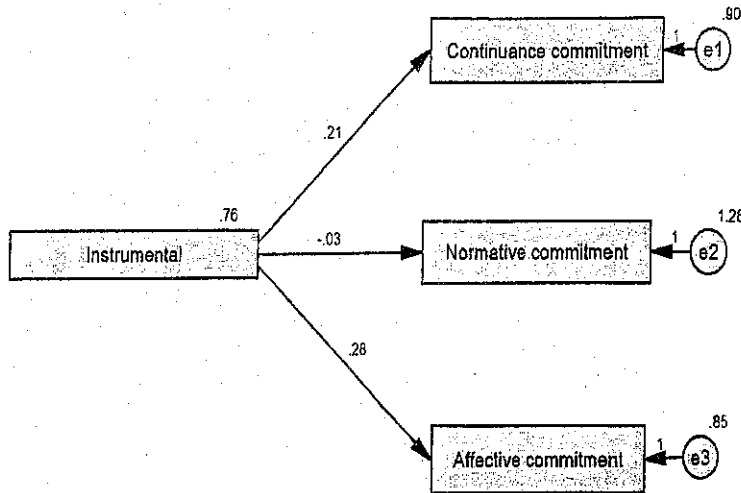 .90
Continuance commitment
1
e1
.21
.76
Instrumental
-.03
1.26
Normative commitment
1
e2
.28
.85
Affective commitment
1
e3